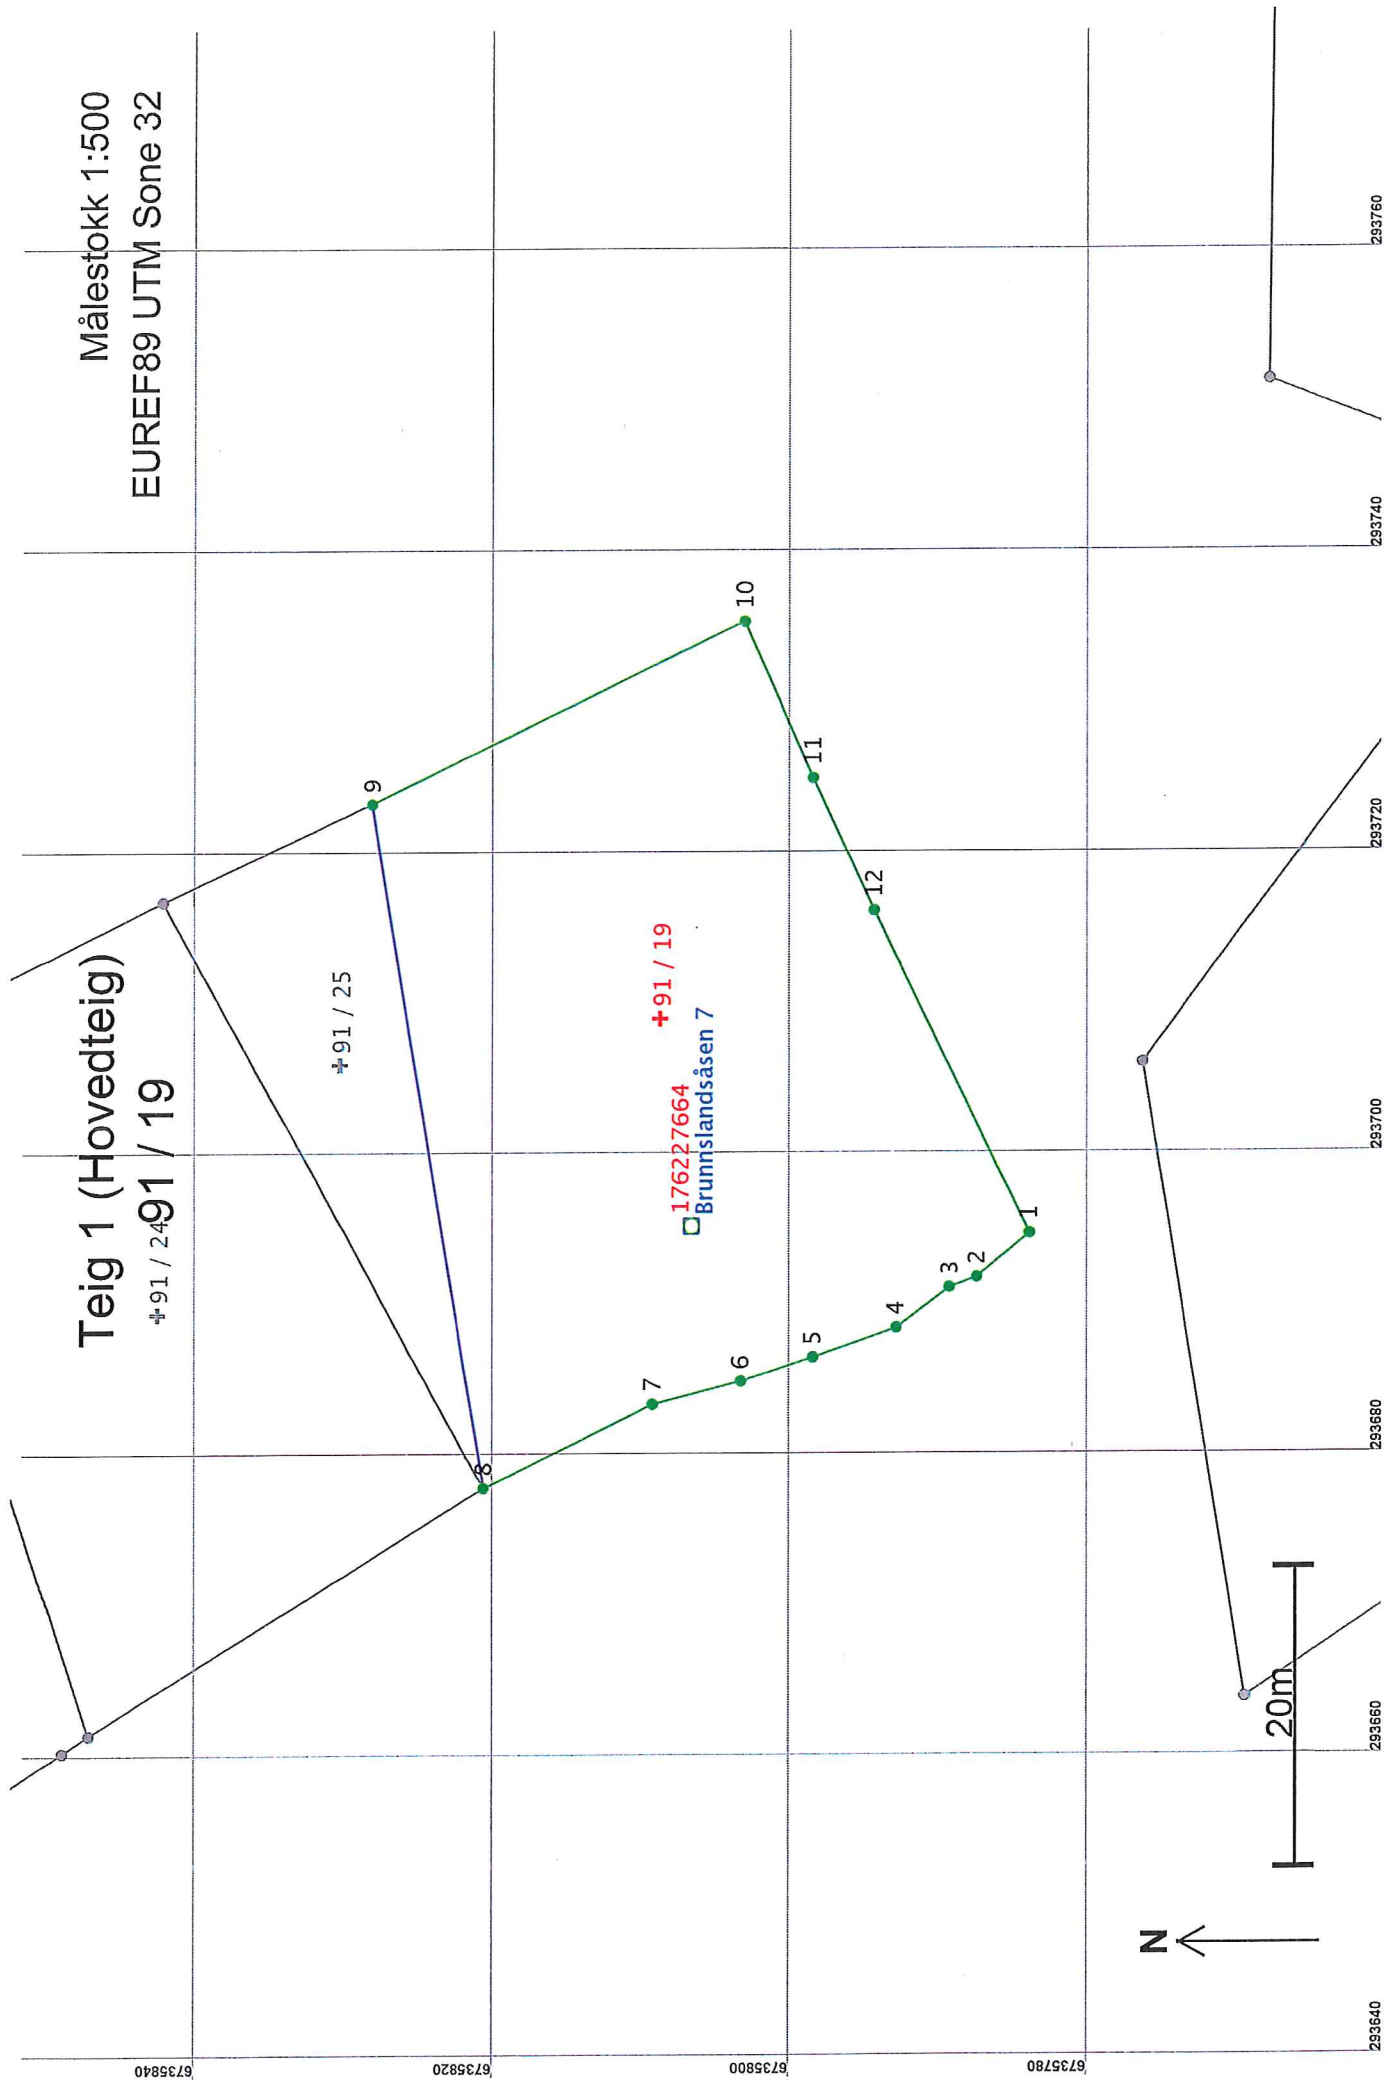 Målestokk 1:500
EUREF89 UTM Sone 32
Teig 1 (Hovedteig)
91 / 19
91 / 24
91 / 25
91 / 19
176227664
Brunnslandsåsen 7
8
9
10
7
6
11
5
12
4
3
2
1
N
20m
6735840
6735820
6735800
6735780
293640
293660
293680
293700
293720
293740
293760